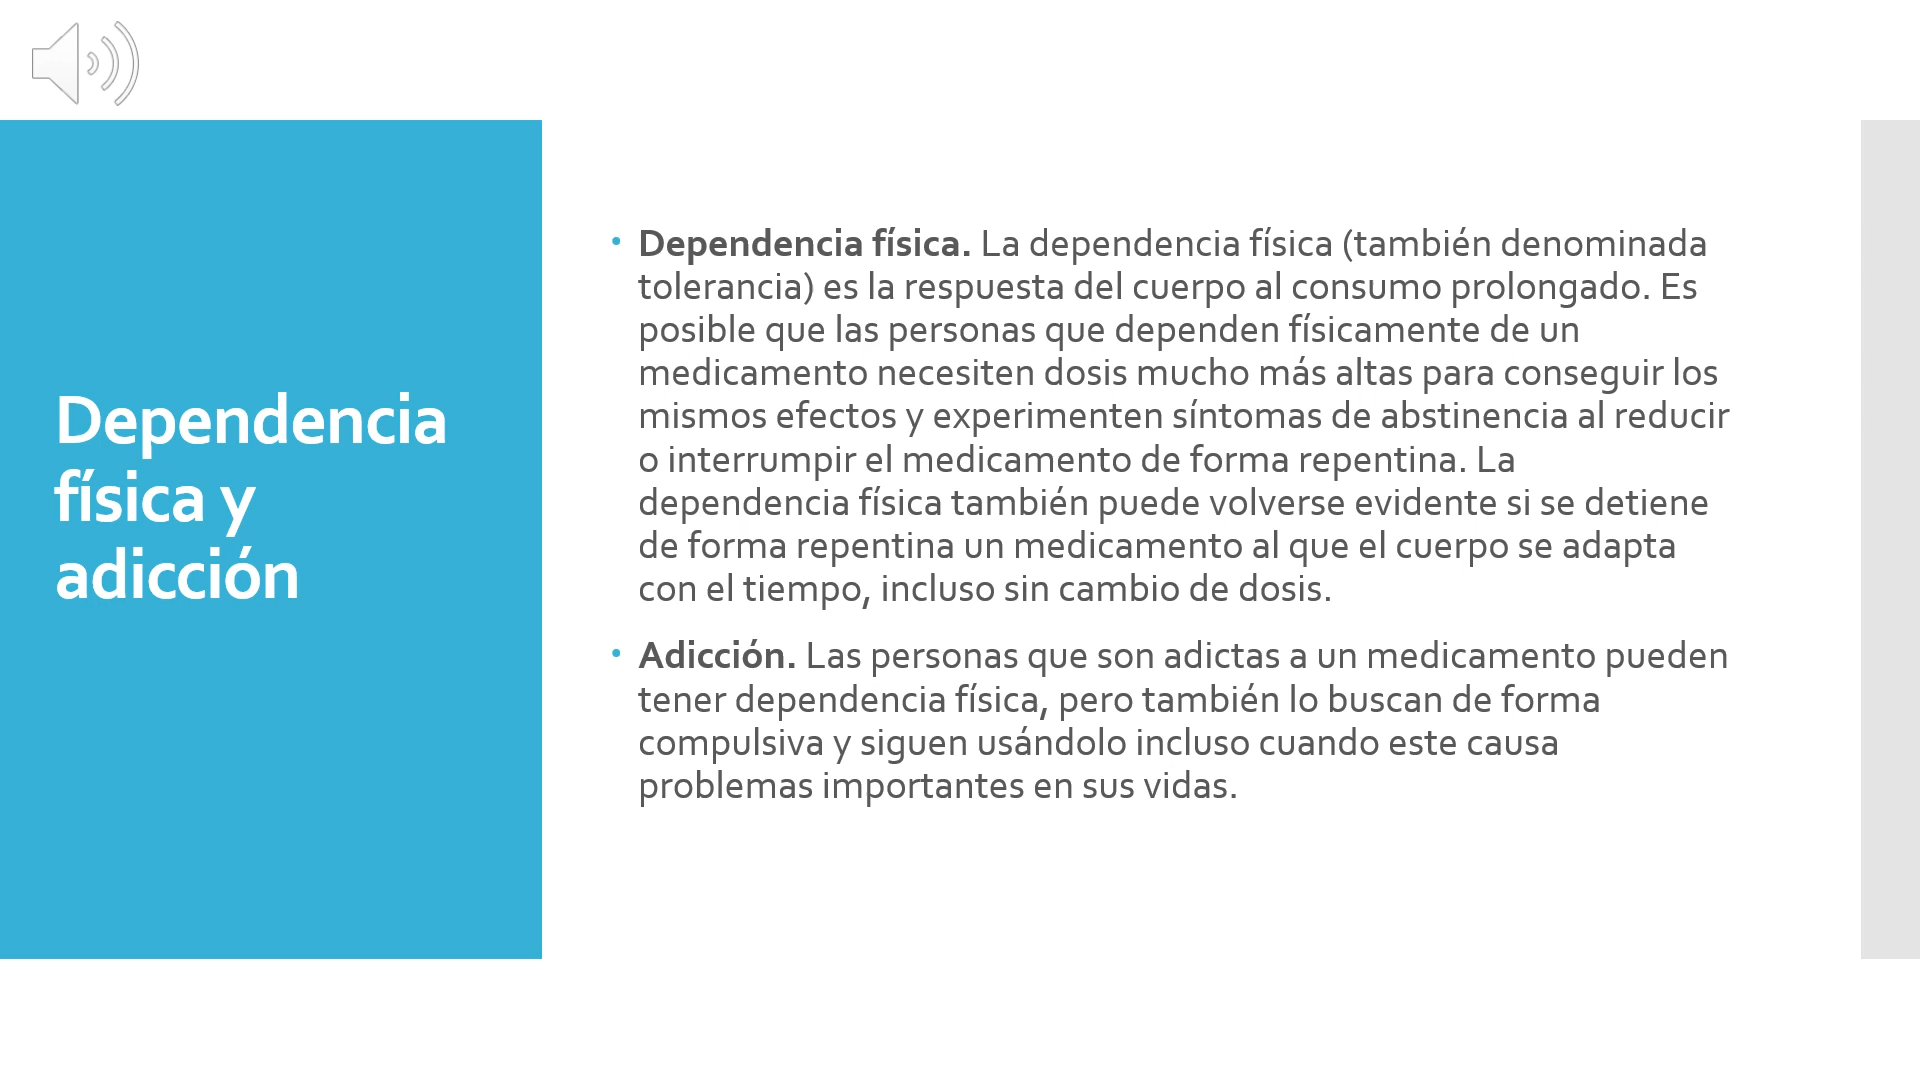 Dependencia
física y
adicción
• Dependencia física. La dependencia física (también denominada
tolerancia) es la respuesta del cuerpo al consumo prolongado. Es
posible que las personas que dependen físicamente de un
medicamento necesiten dosis mucho más altas para conseguir los
mismos efectos y experimenten síntomas de abstinencia al reducir
o interrumpir el medicamento de forma repentina. La
dependencia física también puede volverse evidente si se detiene
de forma repentina un medicamento al que el cuerpo se adapta
con el tiempo, incluso sin cambio de dosis.
• Adicción. Las personas que son adictas a un medicamento pueden
tener dependencia física, pero también lo buscan de forma
compulsiva y siguen usándolo incluso cuando este causa
problemas importantes en sus vidas.